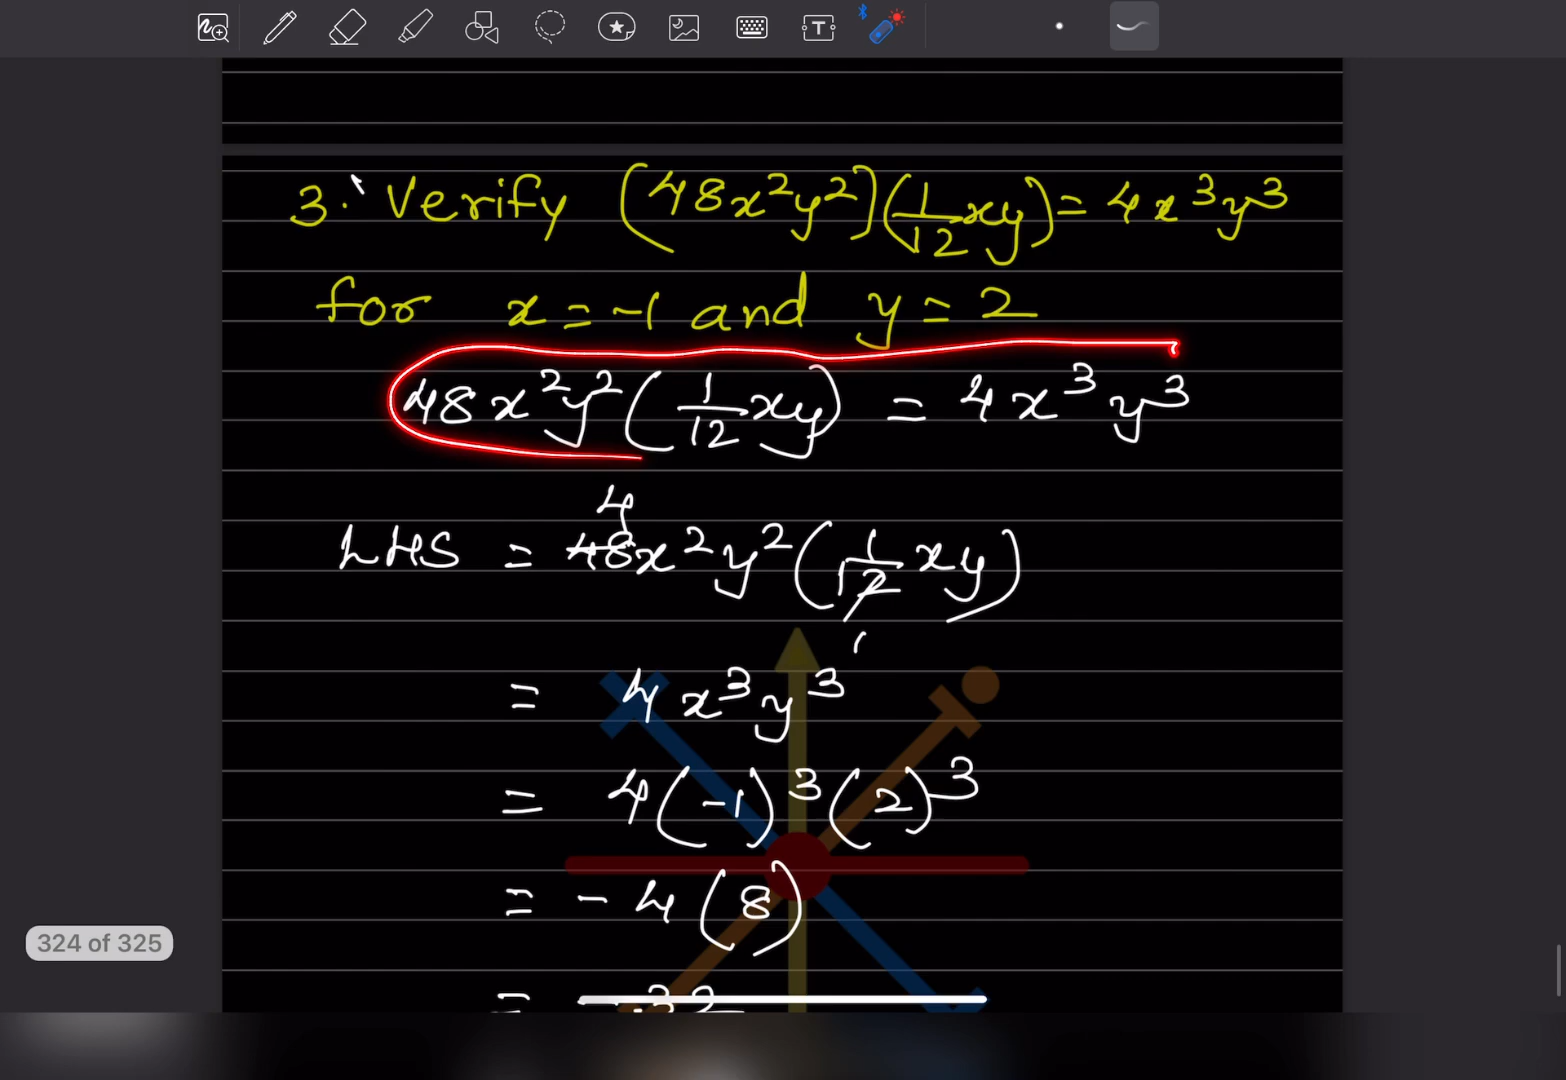 3. Verify (48x²y²)(1/12 xy) = 4x³y³
for x = -1 and y = 2
48x²y²(1/12 xy) = 4x³y³
4
LHS = 48x²y²(1/12 xy)
1
= 4x³y³
= 4(-1)³(2)³
= -4(8)
324 of 325
= -32